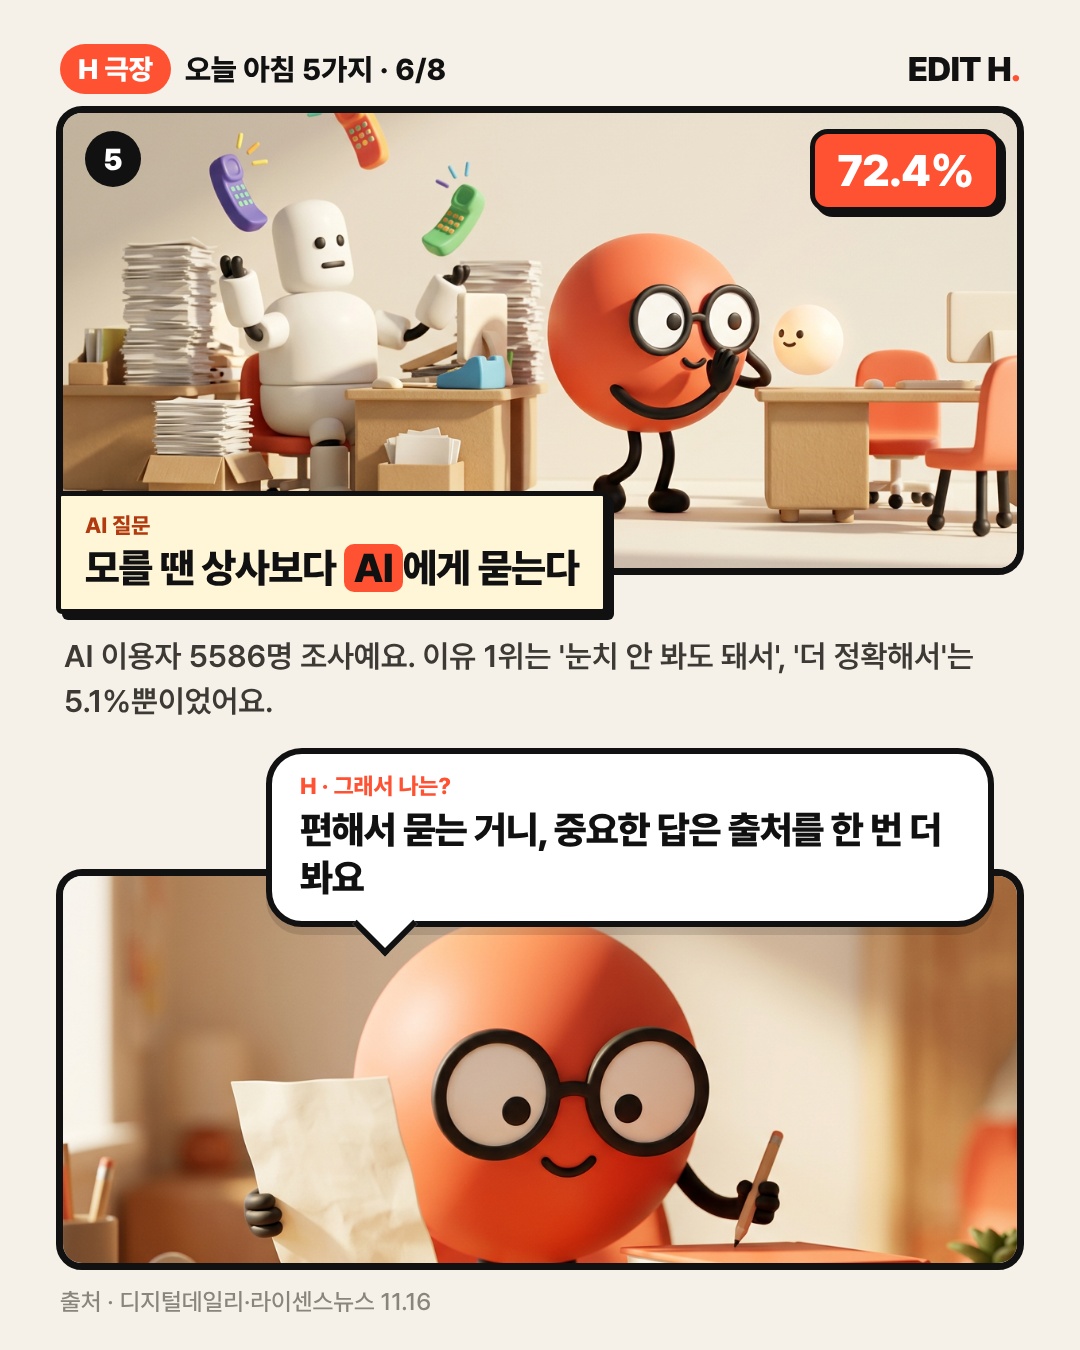 H 극장 오늘 아침 5가지 · 6/8
EDIT H.
5
72.4%
AI 질문
모를 땐 상사보다 AI에게 묻는다
AI 이용자 5586명 조사예요. 이유 1위는 '눈치 안 봐도 돼서', '더 정확해서'는
5.1%뿐이었어요.
H · 그래서 나는?
편해서 묻는 거니, 중요한 답은 출처를 한 번 더
봐요
출처 · 디지털데일리·라이센스뉴스 11.16